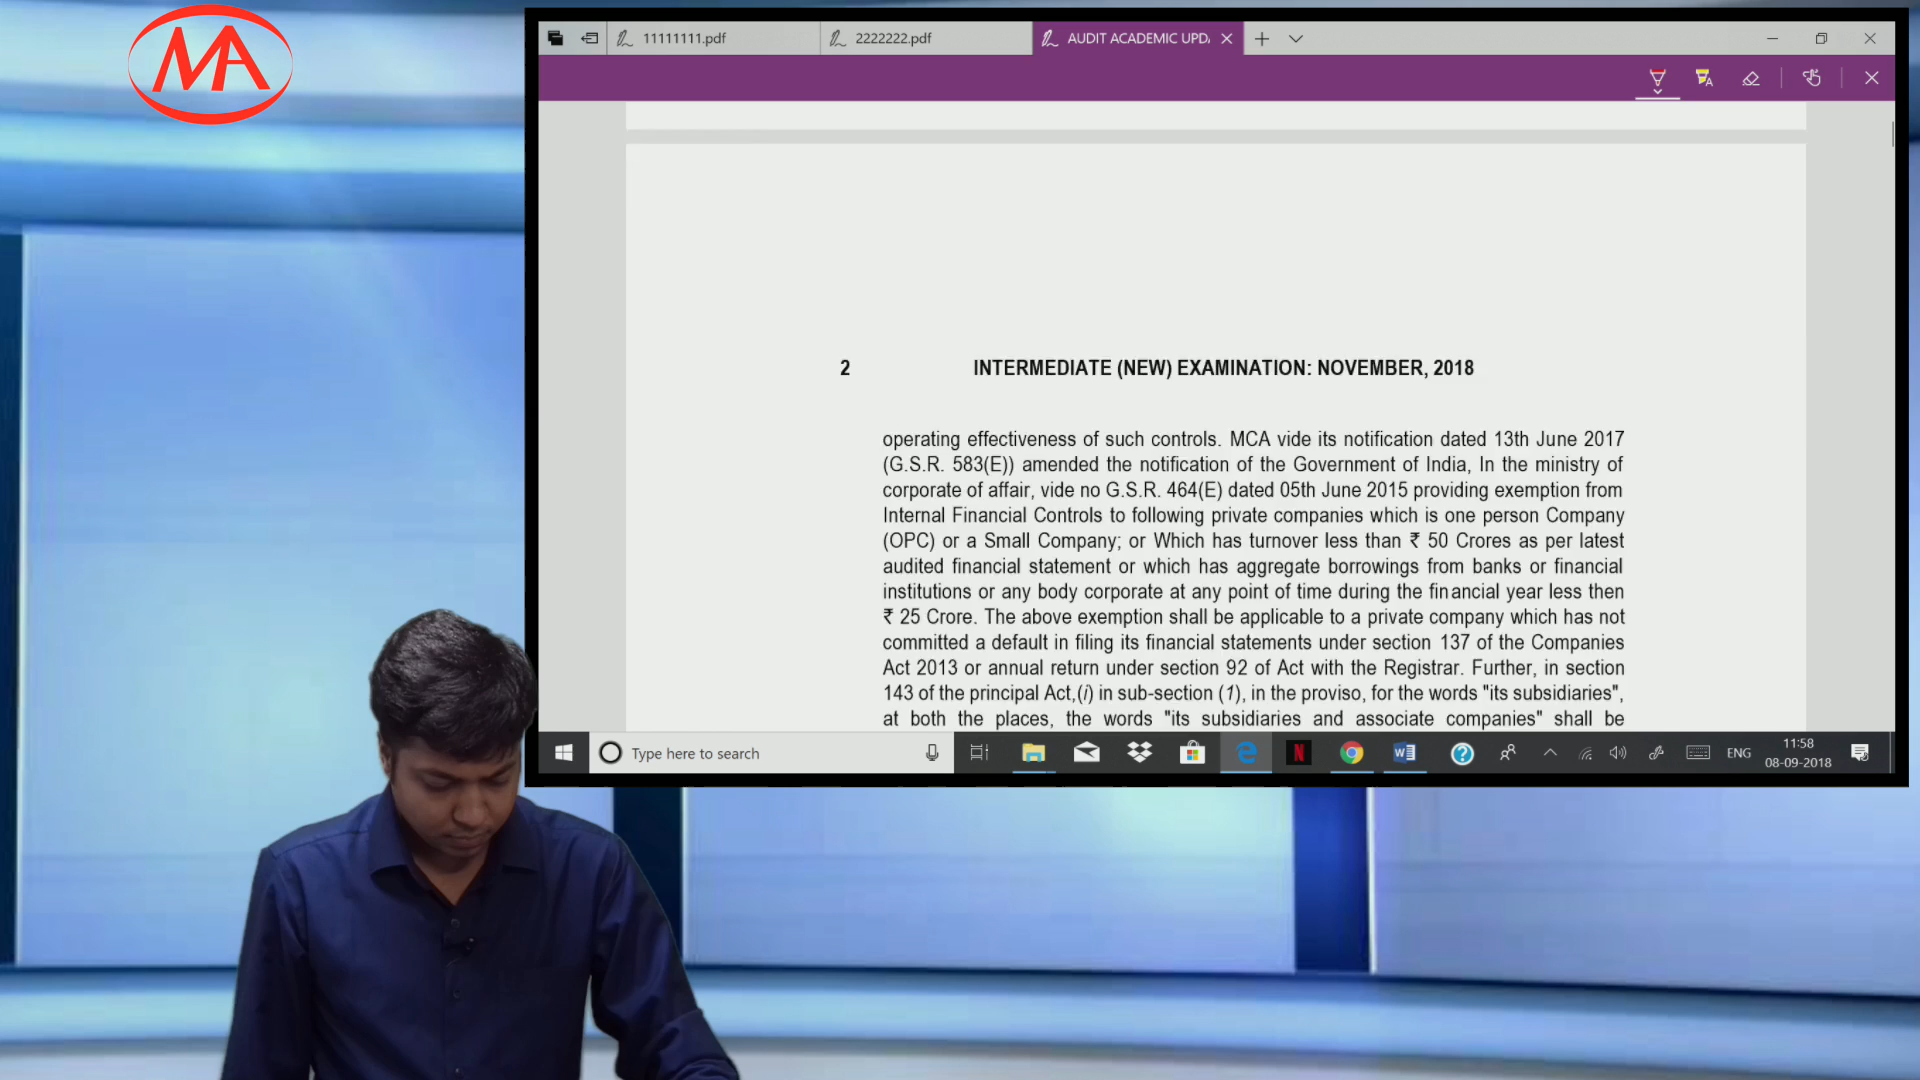 MA
11111111.pdf
2222222.pdf
AUDIT ACADEMIC UPD
2 INTERMEDIATE (NEW) EXAMINATION: NOVEMBER, 2018
operating effectiveness of such controls. MCA vide its notification dated 13th June 2017
(G.S.R. 583(E)) amended the notification of the Government of India, In the ministry of
corporate of affair, vide no G.S.R. 464(E) dated 05th June 2015 providing exemption from
Internal Financial Controls to following private companies which is one person Company
(OPC) or a Small Company; or Which has turnover less than ₹ 50 Crores as per latest
audited financial statement or which has aggregate borrowings from banks or financial
institutions or any body corporate at any point of time during the financial year less then
₹ 25 Crore. The above exemption shall be applicable to a private company which has not
committed a default in filing its financial statements under section 137 of the Companies
Act 2013 or annual return under section 92 of Act with the Registrar. Further, in section
143 of the principal Act,(i) in sub-section (1), in the proviso, for the words "its subsidiaries",
at both the places, the words "its subsidiaries and associate companies" shall be
Type here to search
N
W
ENG
11:58
08-09-2018